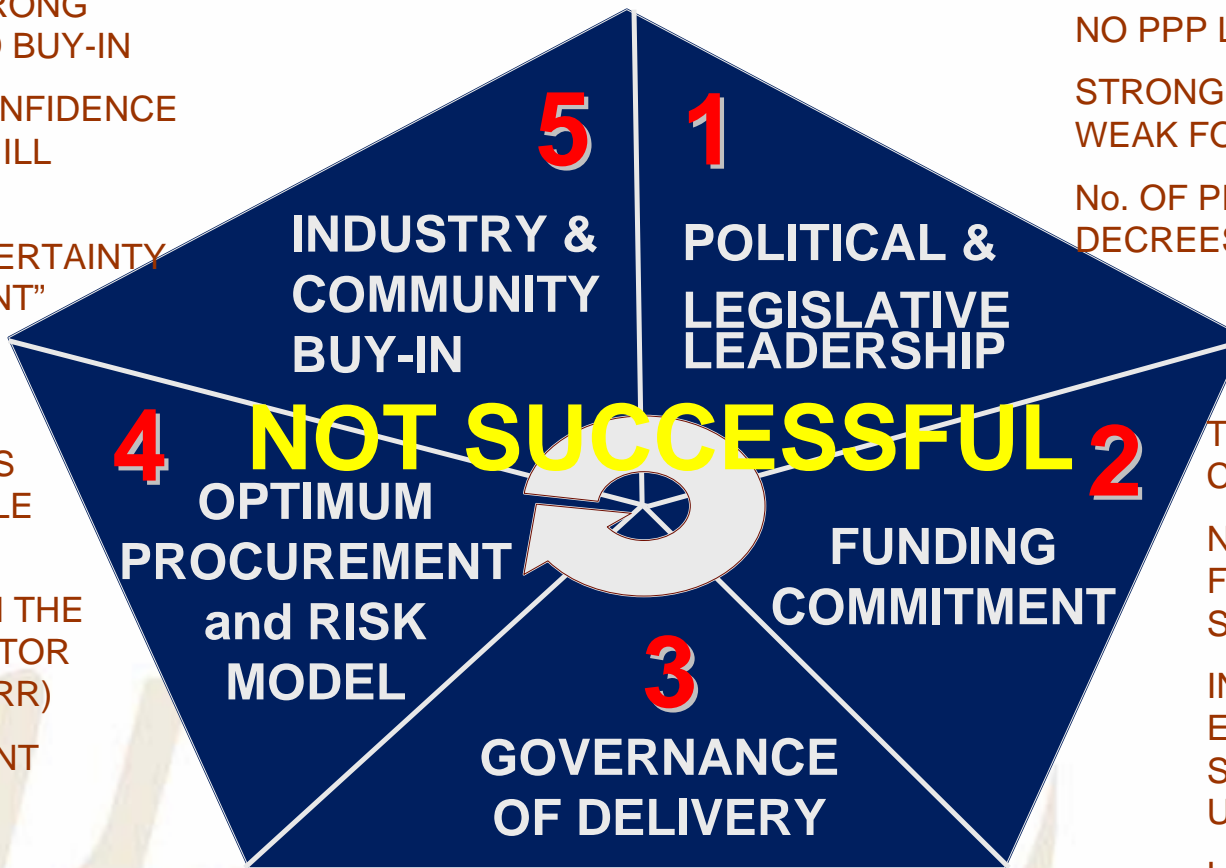 RONG
BUY-IN
NFIDENCE
ILL
ERTAINTY
NT”
S
LE
THE
TOR
RR)
NT
5
INDUSTRY &
COMMUNITY
BUY-IN
1
POLITICAL &
LEGISLATIVE
LEADERSHIP
NOT SUCCESSFUL
4
OPTIMUM
PROCUREMENT
and RISK
MODEL
2
FUNDING
COMMITMENT
3
GOVERNANCE
OF DELIVERY
NO PPP
STRONG
WEAK FO
No. OF P
DECREES
T
C
N
F
S
IN
E
S
U